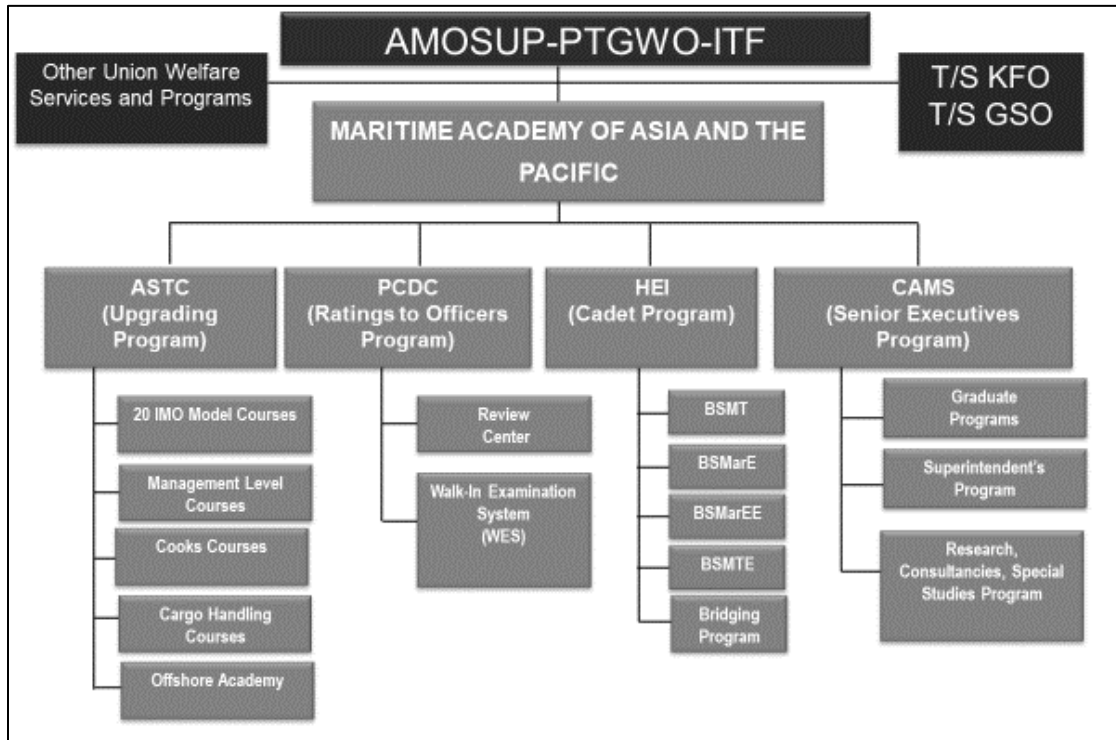 AMOSUP-PTGWO-ITF
Other Union Welfare
Services and Programs
T/S KFO
T/S GSO
MARITIME ACADEMY OF ASIA AND THE
PACIFIC
ASTC
(Upgrading
Program)
20 IMO Model Courses
Management Level
Courses
Cooks Courses
Cargo Handling
Courses
Offshore Academy
PCDC
(Ratings to Officers
Program)
Review
Center
Walk-In Examination
System
(WES)
HEI
(Cadet Program)
BSMT
BSMarE
BSMarEE
BSMTE
Bridging
Program
CAMS
(Senior Executives
Program)
Graduate
Programs
Superintendent's
Program
Research,
Consultancies, Special
Studies Program